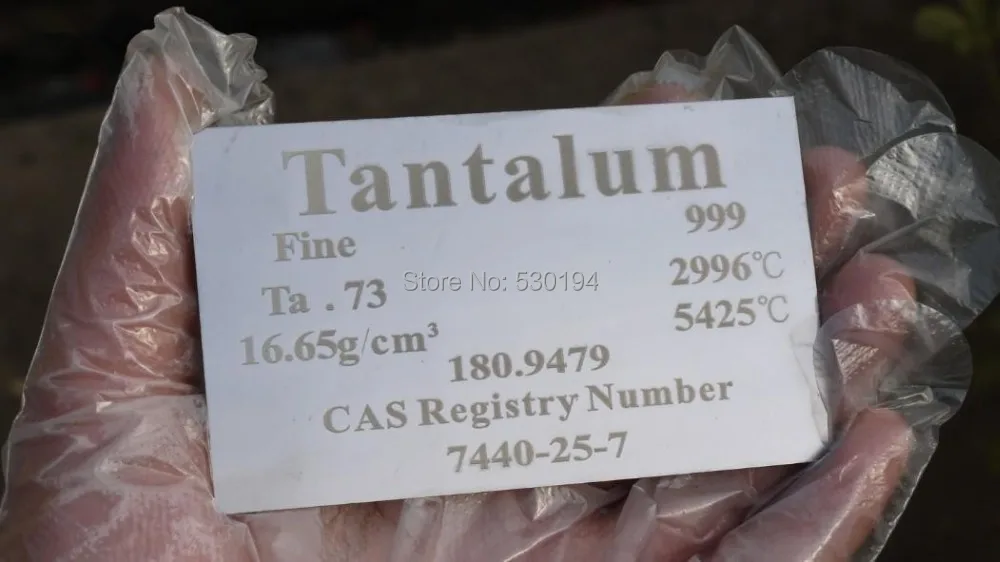 Tantalum
Fine 999
Ta . 73 2996℃
Store No: 530194
16.65g/cm³ 5425℃
180.9479
CAS Registry Number
7440-25-7